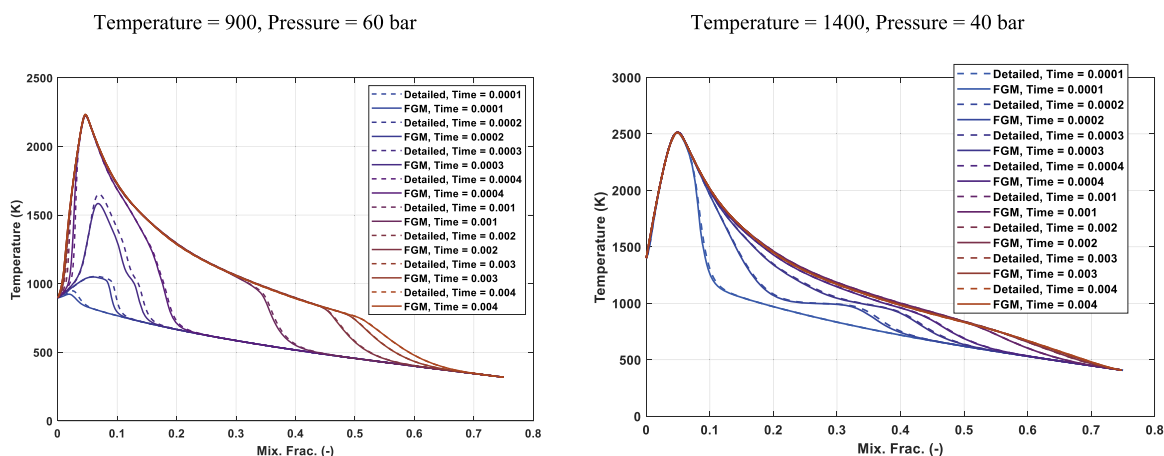 Temperature = 900, Pressure = 60 bar
Temperature = 1400, Pressure = 40 bar
2500
2000
1500
1000
500
0
Temperature (K)
0
0.1
0.2
0.3
0.4
0.5
0.6
0.7
0.8
Mix. Frac. (-)
Detailed, Time = 0.0001
FGM, Time = 0.0001
Detailed, Time = 0.0002
FGM, Time = 0.0002
Detailed, Time = 0.0003
FGM, Time = 0.0003
Detailed, Time = 0.0004
FGM, Time = 0.0004
Detailed, Time = 0.001
FGM, Time = 0.001
Detailed, Time = 0.002
FGM, Time = 0.002
Detailed, Time = 0.003
FGM, Time = 0.003
Detailed, Time = 0.004
FGM, Time = 0.004
3000
2500
2000
1500
1000
500
0
Temperature (K)
0
0.1
0.2
0.3
0.4
0.5
0.6
0.7
0.8
Mix. Frac. (-)
Detailed, Time = 0.0001
FGM, Time = 0.0001
Detailed, Time = 0.0002
FGM, Time = 0.0002
Detailed, Time = 0.0003
FGM, Time = 0.0003
Detailed, Time = 0.0004
FGM, Time = 0.0004
Detailed, Time = 0.001
FGM, Time = 0.001
Detailed, Time = 0.002
FGM, Time = 0.002
Detailed, Time = 0.003
FGM, Time = 0.003
Detailed, Time = 0.004
FGM, Time = 0.004